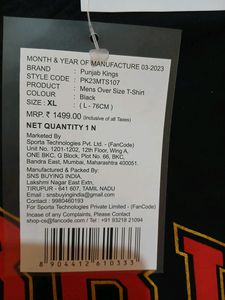 MONTH & YEAR OF MANUFACTURE 03-2023
BRAND : Punjab Kings
STYLE CODE : PK23MTS107
PRODUCT : Mens Over Size T-Shirt
COLOUR : Black
SIZE : XL ( L - 76CM )
MRP. ₹ 1499.00 (Inclusive of all Taxes)
NET QUANTITY 1 N
Marketed By
Sporta Technologies Pvt. Ltd. - (FanCode)
Unit No. 1201-1202, 12th Floor, Wing A,
ONE BKC, G Block, Plot No. 66, BKC,
Bandra East, Mumbai, Maharashtra 400051.
Manufactured & Packed By:
SNS BUYING INDIA.
Lakshmi Nagar East Extn,
TIRUPUR - 641 607, TAMIL NADU
Email : snsbuyingindia@gmail.com
Contact : 9980460193
For Sporta Technologies Private Limited - (FanCode)
Incase of any Complaints, Please Contact
shop-cs@fancode.com / Tel : +91 93218 21094
8 904412 610333